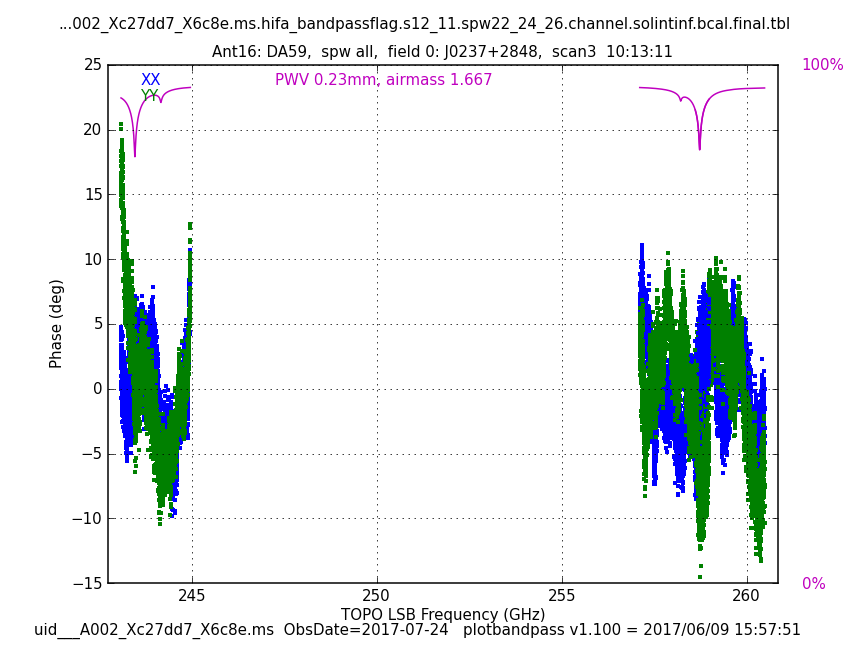 ...002_Xc27dd7_X6c8e.ms.hifa_bandpassflag.s12_11.spw22_24_26.channel.solintinf.bcal.final.tbl
Ant16: DA59,  spw all,  field 0: J0237+2848,  scan3  10:13:11
25
20
15
10
5
0
−5
−10
−15
Phase (deg)
XX
YY
PWV 0.23mm, airmass 1.667
100%
0%
245
250
255
260
TOPO LSB Frequency (GHz)
uid___A002_Xc27dd7_X6c8e.ms  ObsDate=2017-07-24   plotbandpass v1.100 = 2017/06/09 15:57:51